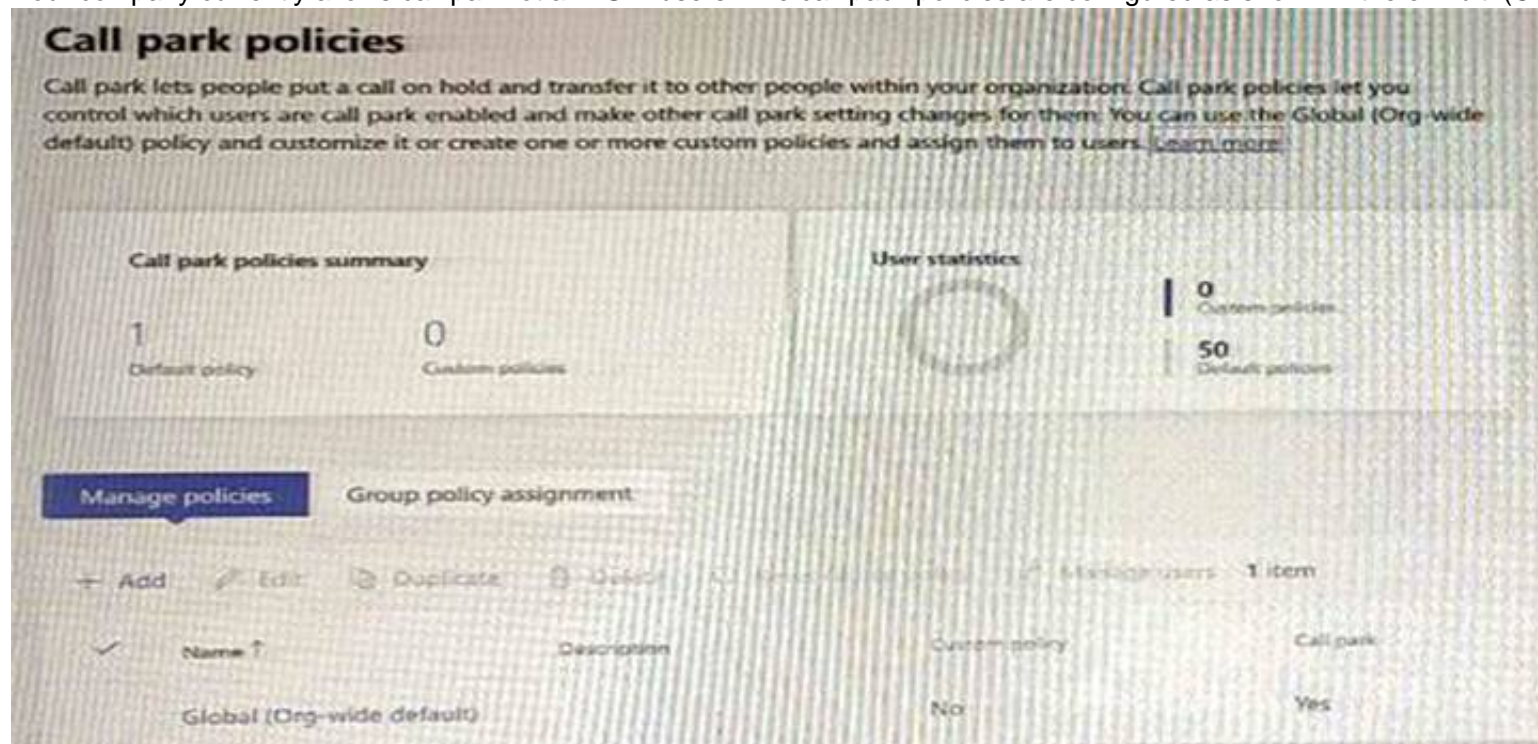 Call park policies
Call park lets people put a call on hold and transfer it to other people within your organization. Call park policies let you
control which users are call park enabled and make other call park setting changes for them. You can use the Global (Org-wide
default) policy and customize it or create one or more custom policies and assign them to users. Learn more
Call park policies summary
User statistics
1
0
0
Custom policies
Default policy
Custom policies
50
Default policies
Manage policies
Group policy assignment
+ Add
Edit
Duplicate
Delete
Manage users
1 item
Name ↑
Description
Custom policy
Call park
Global (Org-wide default)
No
Yes